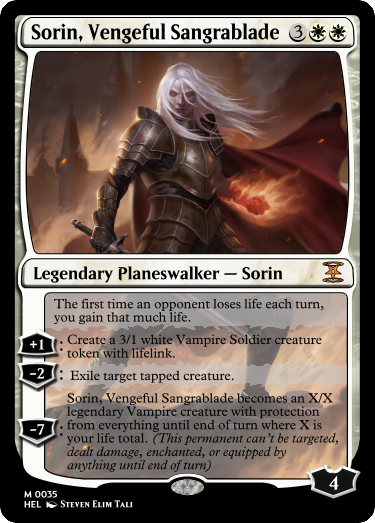 Sorin, Vengeful Sangrablade 3
Legendary Planeswalker — Sorin
The first time an opponent loses life each turn,
you gain that much life.
+1: Create a 3/1 white Vampire Soldier creature
token with lifelink.
-2: Exile target tapped creature.
Sorin, Vengeful Sangrablade becomes an X/X
legendary Vampire creature with protection
-7: from everything until end of turn where X is
your life total. (This permanent can't be targeted,
dealt damage, enchanted, or equipped by
anything until end of turn)
4
M 0035
HEL Steven Elim Tali